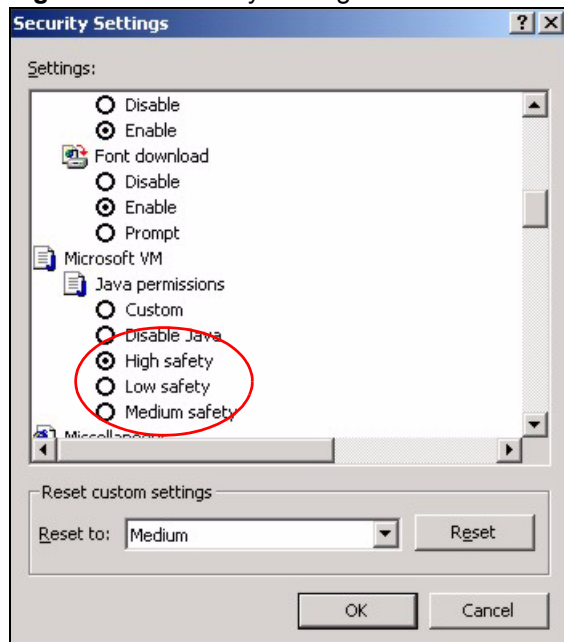 Security Settings
Settings:
Disable
Enable
Font download
Disable
Enable
Prompt
Microsoft VM
Java permissions
Custom
Disable Java
High safety
Low safety
Medium safety
Miscellaneous
Reset custom settings
Reset to: Medium Reset
OK Cancel